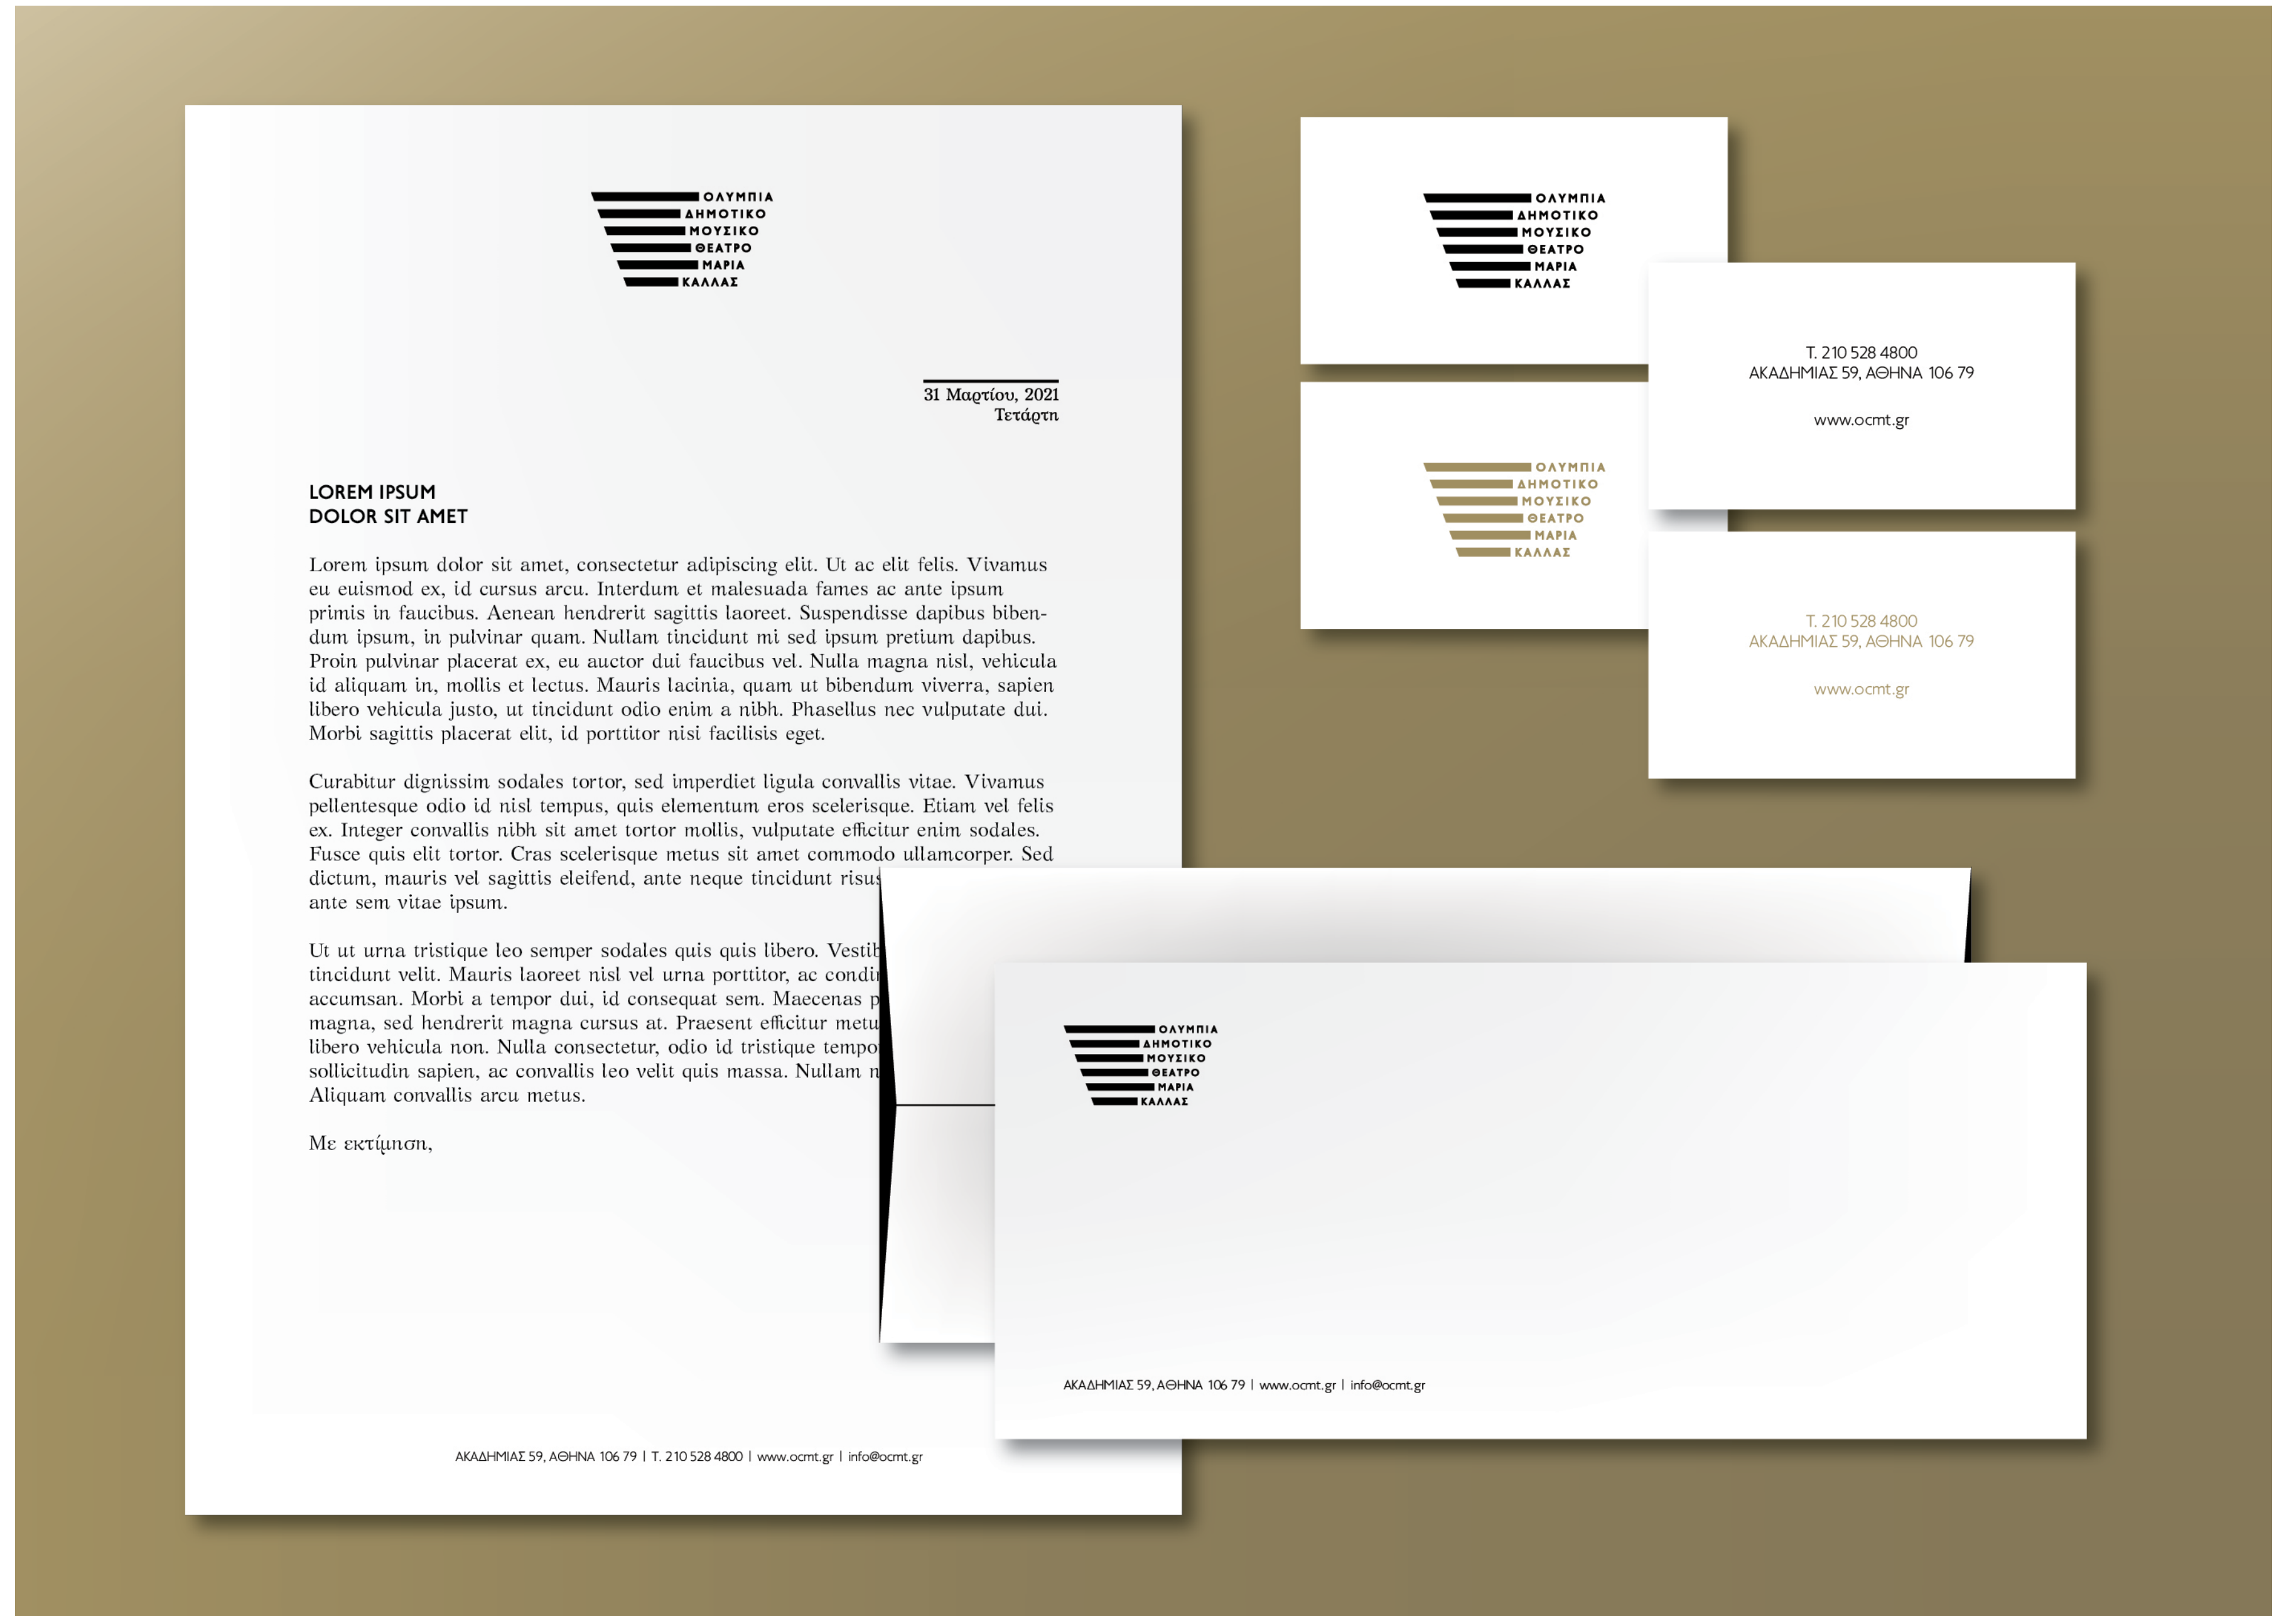 ΟΛΥΜΠΙΑ
ΔΗΜΟΤΙΚΟ
ΜΟΥΣΙΚΟ
ΘΕΑΤΡΟ
ΜΑΡΙΑ
ΚΑΛΛΑΣ
31 Μαρτίου, 2021
Τετάρτη
LOREM IPSUM
DOLOR SIT AMET
Lorem ipsum dolor sit amet, consectetur adipiscing elit. Ut ac elit felis. Vivamus
eu euismod ex, id cursus arcu. Interdum et malesuada fames ac ante ipsum
primis in faucibus. Aenean hendrerit sagittis laoreet. Suspendisse dapibus biben-
dum ipsum, in pulvinar quam. Nullam tincidunt mi sed ipsum pretium dapibus.
Proin pulvinar placerat ex, eu auctor dui faucibus vel. Nulla magna nisl, vehicula
id aliquam in, mollis et lectus. Mauris lacinia, quam ut bibendum viverra, sapien
libero vehicula justo, ut tincidunt odio enim a nibh. Phasellus nec vulputate dui.
Morbi sagittis placerat elit, id porttitor nisi facilisis eget.
Curabitur dignissim sodales tortor, sed imperdiet ligula convallis vitae. Vivamus
pellentesque odio id nisl tempus, quis elementum eros scelerisque. Etiam vel felis
ex. Integer convallis nibh sit amet tortor mollis, vulputate efficitur enim sodales.
Fusce quis elit tortor. Cras scelerisque metus sit amet commodo ullamcorper. Sed
dictum, mauris vel sagittis eleifend, ante neque tincidunt risus
ante sem vitae ipsum.
Ut ut urna tristique leo semper sodales quis quis libero.
tincidunt velit. Mauris laoreet nisl vel urna porttitor, ac
accumsan. Morbi a tempor dui, id consequat sem. Maecenas
magna, sed hendrerit magna cursus at. Praesent efficitur
libero vehicula non. Nulla consectetur, odio id tristique
sollicitudin sapien, ac convallis leo velit quis massa. Nullam
Aliquam convallis arcu metus.
Με εκτίμηση,
ΑΚΑΔΗΜΙΑΣ 59, ΑΘΗΝΑ 106 79 | Τ. 210 528 4800 | www.ocmt.gr | info@ocmt.gr
ΟΛΥΜΠΙΑ
ΔΗΜΟΤΙΚΟ
ΜΟΥΣΙΚΟ
ΘΕΑΤΡΟ
ΜΑΡΙΑ
ΚΑΛΛΑΣ
Τ. 210 528 4800
ΑΚΑΔΗΜΙΑΣ 59, ΑΘΗΝΑ 106 79
www.ocmt.gr
ΟΛΥΜΠΙΑ
ΔΗΜΟΤΙΚΟ
ΜΟΥΣΙΚΟ
ΘΕΑΤΡΟ
ΜΑΡΙΑ
ΚΑΛΛΑΣ
Τ. 210 528 4800
ΑΚΑΔΗΜΙΑΣ 59, ΑΘΗΝΑ 106 79
www.ocmt.gr
ΟΛΥΜΠΙΑ
ΔΗΜΟΤΙΚΟ
ΜΟΥΣΙΚΟ
ΘΕΑΤΡΟ
ΜΑΡΙΑ
ΚΑΛΛΑΣ
ΑΚΑΔΗΜΙΑΣ 59, ΑΘΗΝΑ 106 79 | www.ocmt.gr | info@ocmt.gr